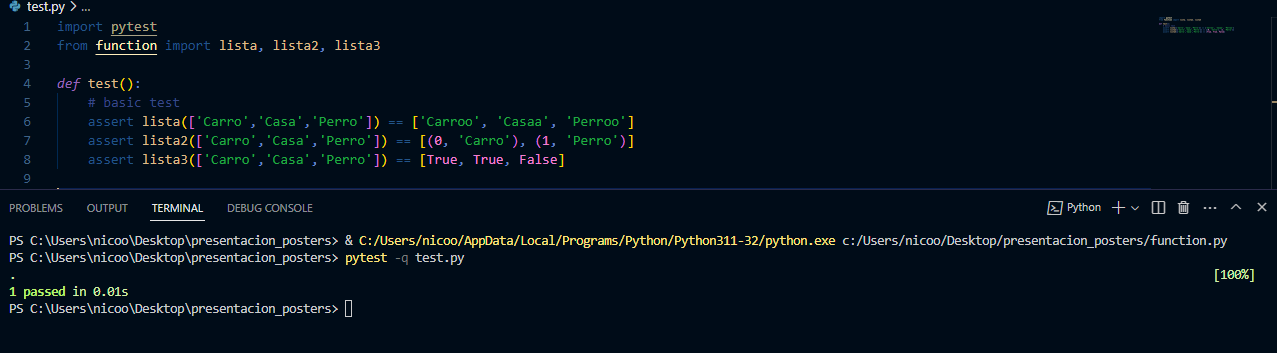 test.py > ...
1 import pytest
2 from function import lista, lista2, lista3
3
4 def test():
5     # basic test
6     assert lista(['Carro','Casa','Perro']) == ['Carroo', 'Casaa', 'Perroo']
7     assert lista2(['Carro','Casa','Perro']) == [(0, 'Carro'), (1, 'Perro')]
8     assert lista3(['Carro','Casa','Perro']) == [True, True, False]
9
PROBLEMS OUTPUT TERMINAL DEBUG CONSOLE Python
PS C:\Users\nicoo\Desktop\presentacion_posters> & C:/Users/nicoo/AppData/Local/Programs/Python/Python311-32/python.exe c:/Users/nicoo/Desktop/presentacion_posters/function.py
PS C:\Users\nicoo\Desktop\presentacion_posters> pytest -q test.py
. [100%]
1 passed in 0.01s
PS C:\Users\nicoo\Desktop\presentacion_posters>